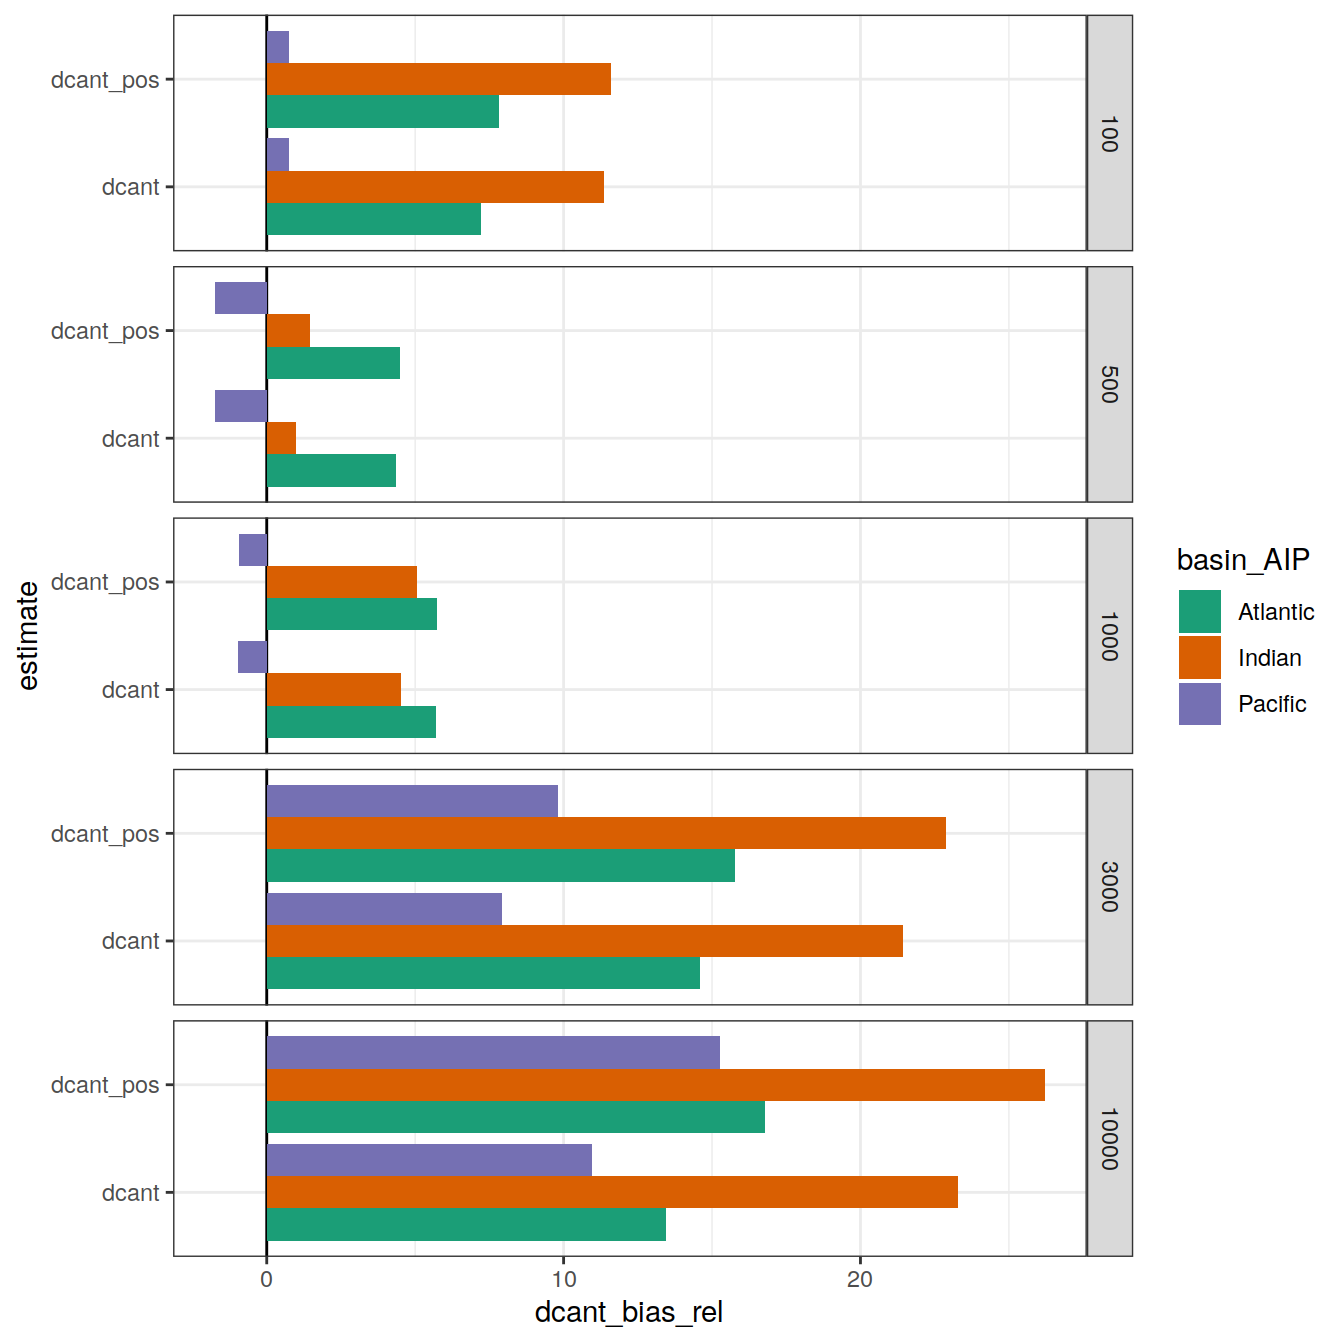 dcant_pos
dcant
100
dcant_pos
dcant
500
dcant_pos
dcant
1000
dcant_pos
dcant
3000
dcant_pos
dcant
10000
estimate
0 10 20
dcant_bias_rel
basin_AIP
Atlantic
Indian
Pacific